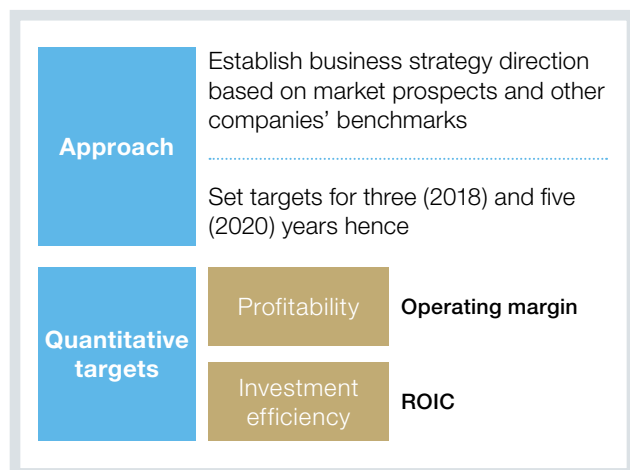 Approach
Establish business strategy direction
based on market prospects and other
companies’ benchmarks
Set targets for three (2018) and five
(2020) years hence
Quantitative
targets
Profitability
Operating margin
Investment
efficiency
ROIC